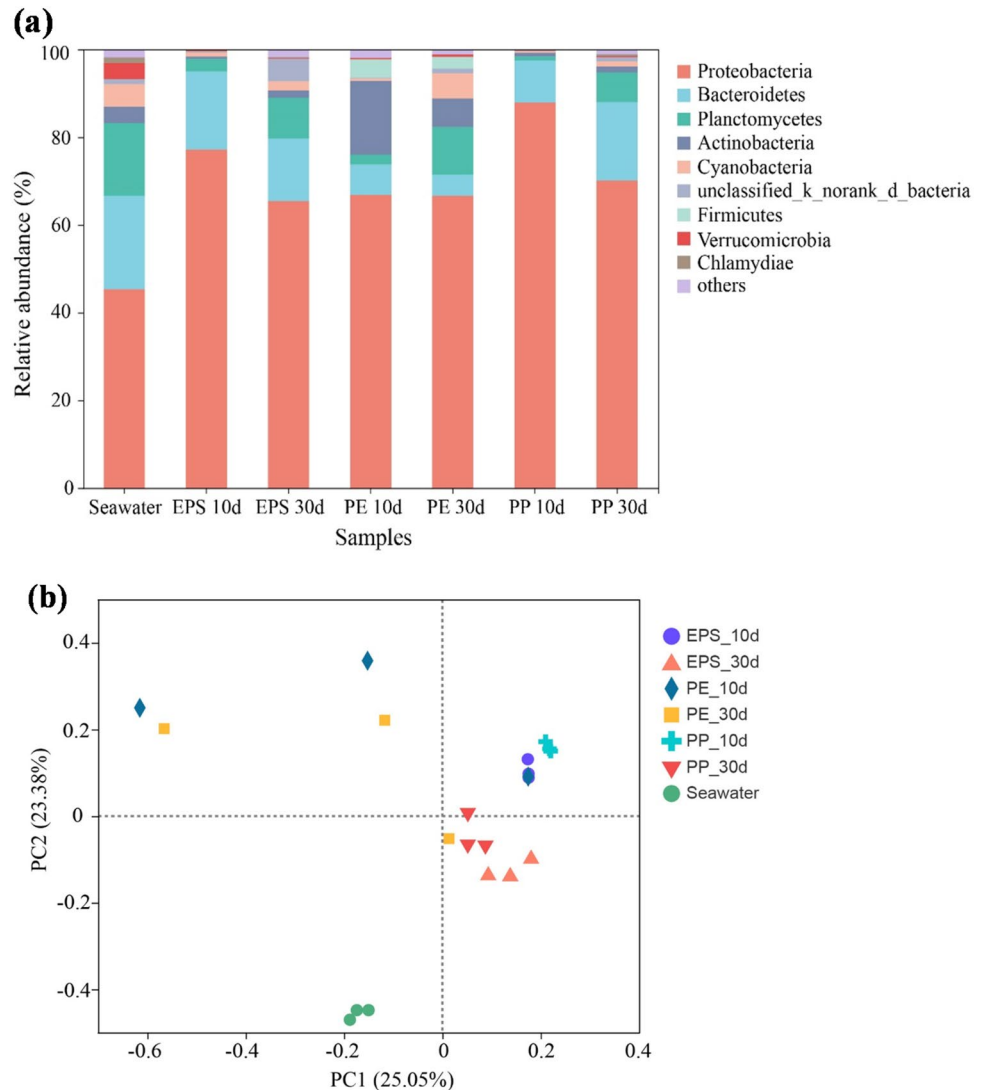 (a)
100
80
60
40
20
0
Relative abundance (%)
Seawater EPS 10d EPS 30d PE 10d PE 30d PP 10d PP 30d
Samples
Proteobacteria
Bacteroidetes
Planctomycetes
Actinobacteria
Cyanobacteria
unclassified_k_norank_d_bacteria
Firmicutes
Verrucomicrobia
Chlamydiae
others
(b)
0.4
0.2
0
-0.2
-0.4
PC2 (23.38%)
-0.6 -0.4 -0.2 0 0.2 0.4
PC1 (25.05%)
EPS_10d
EPS_30d
PE_10d
PE_30d
PP_10d
PP_30d
Seawater